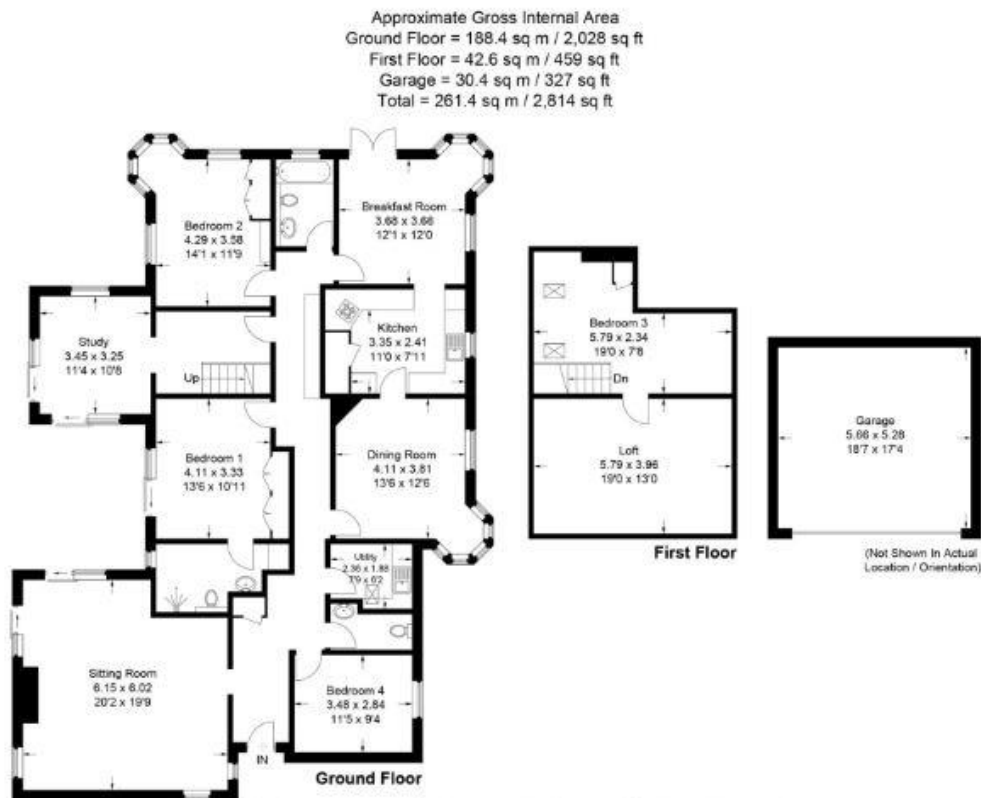 Approximate Gross Internal Area
Ground Floor = 188.4 sq m / 2,028 sq ft
First Floor = 42.6 sq m / 459 sq ft
Garage = 30.4 sq m / 327 sq ft
Total = 261.4 sq m / 2,814 sq ft
Bedroom 2
4.29 x 3.58
14'1 x 11'9
Breakfast Room
3.68 x 3.66
12'1 x 12'0
Study
3.45 x 3.25
11'4 x 10'8
Up
Kitchen
3.35 x 2.41
11'0 x 7'11
Bedroom 1
4.11 x 3.33
13'6 x 10'11
Dining Room
4.11 x 3.81
13'6 x 12'6
Utility
2.36 x 1.88
7'9 x 6'2
Sitting Room
6.15 x 6.02
20'2 x 19'9
Bedroom 4
3.48 x 2.84
11'5 x 9'4
IN
Ground Floor
Bedroom 3
5.79 x 2.34
19'0 x 7'8
Dn
Loft
5.79 x 3.96
19'0 x 13'0
First Floor
Garage
5.66 x 5.28
18'7 x 17'4
(Not Shown In Actual
Location / Orientation)